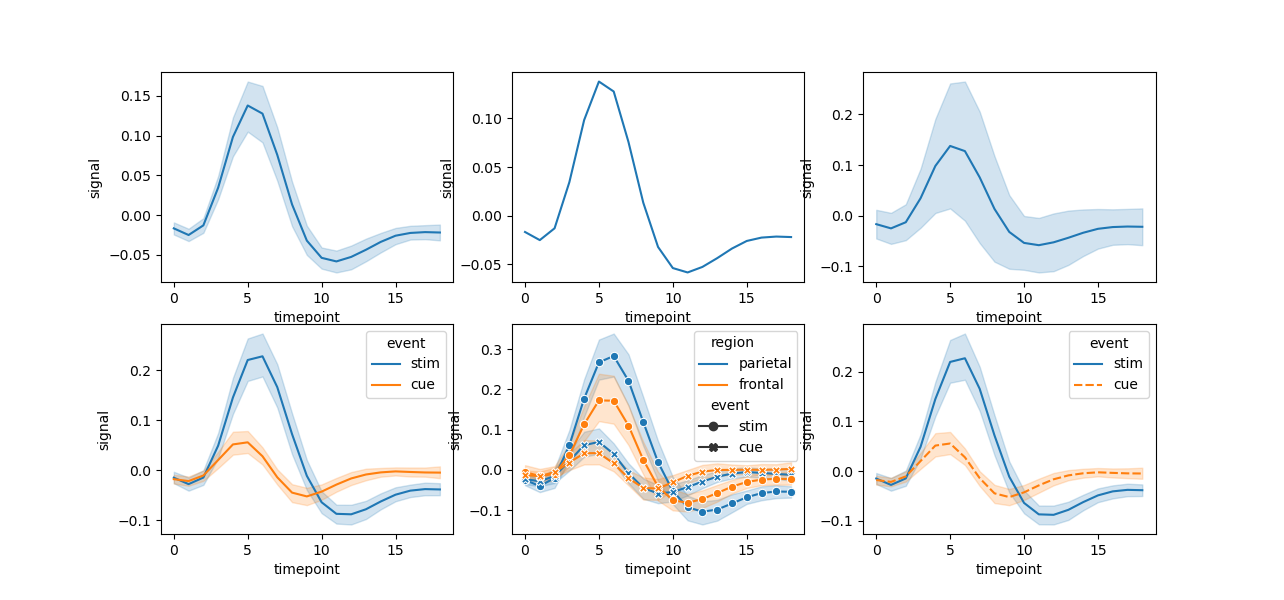 signal
0.15
0.10
0.05
0.00
−0.05
0 5 10 15
timepoint
signal
0.10
0.05
0.00
−0.05
0 5 10 15
timepoint
signal
0.2
0.1
0.0
−0.1
0 5 10 15
timepoint
signal
0.2
0.1
0.0
−0.1
event
stim
cue
0 5 10 15
timepoint
signal
0.3
0.2
0.1
0.0
−0.1
region
parietal
frontal
event
stim
cue
0 5 10 15
timepoint
signal
0.2
0.1
0.0
−0.1
event
stim
cue
0 5 10 15
timepoint